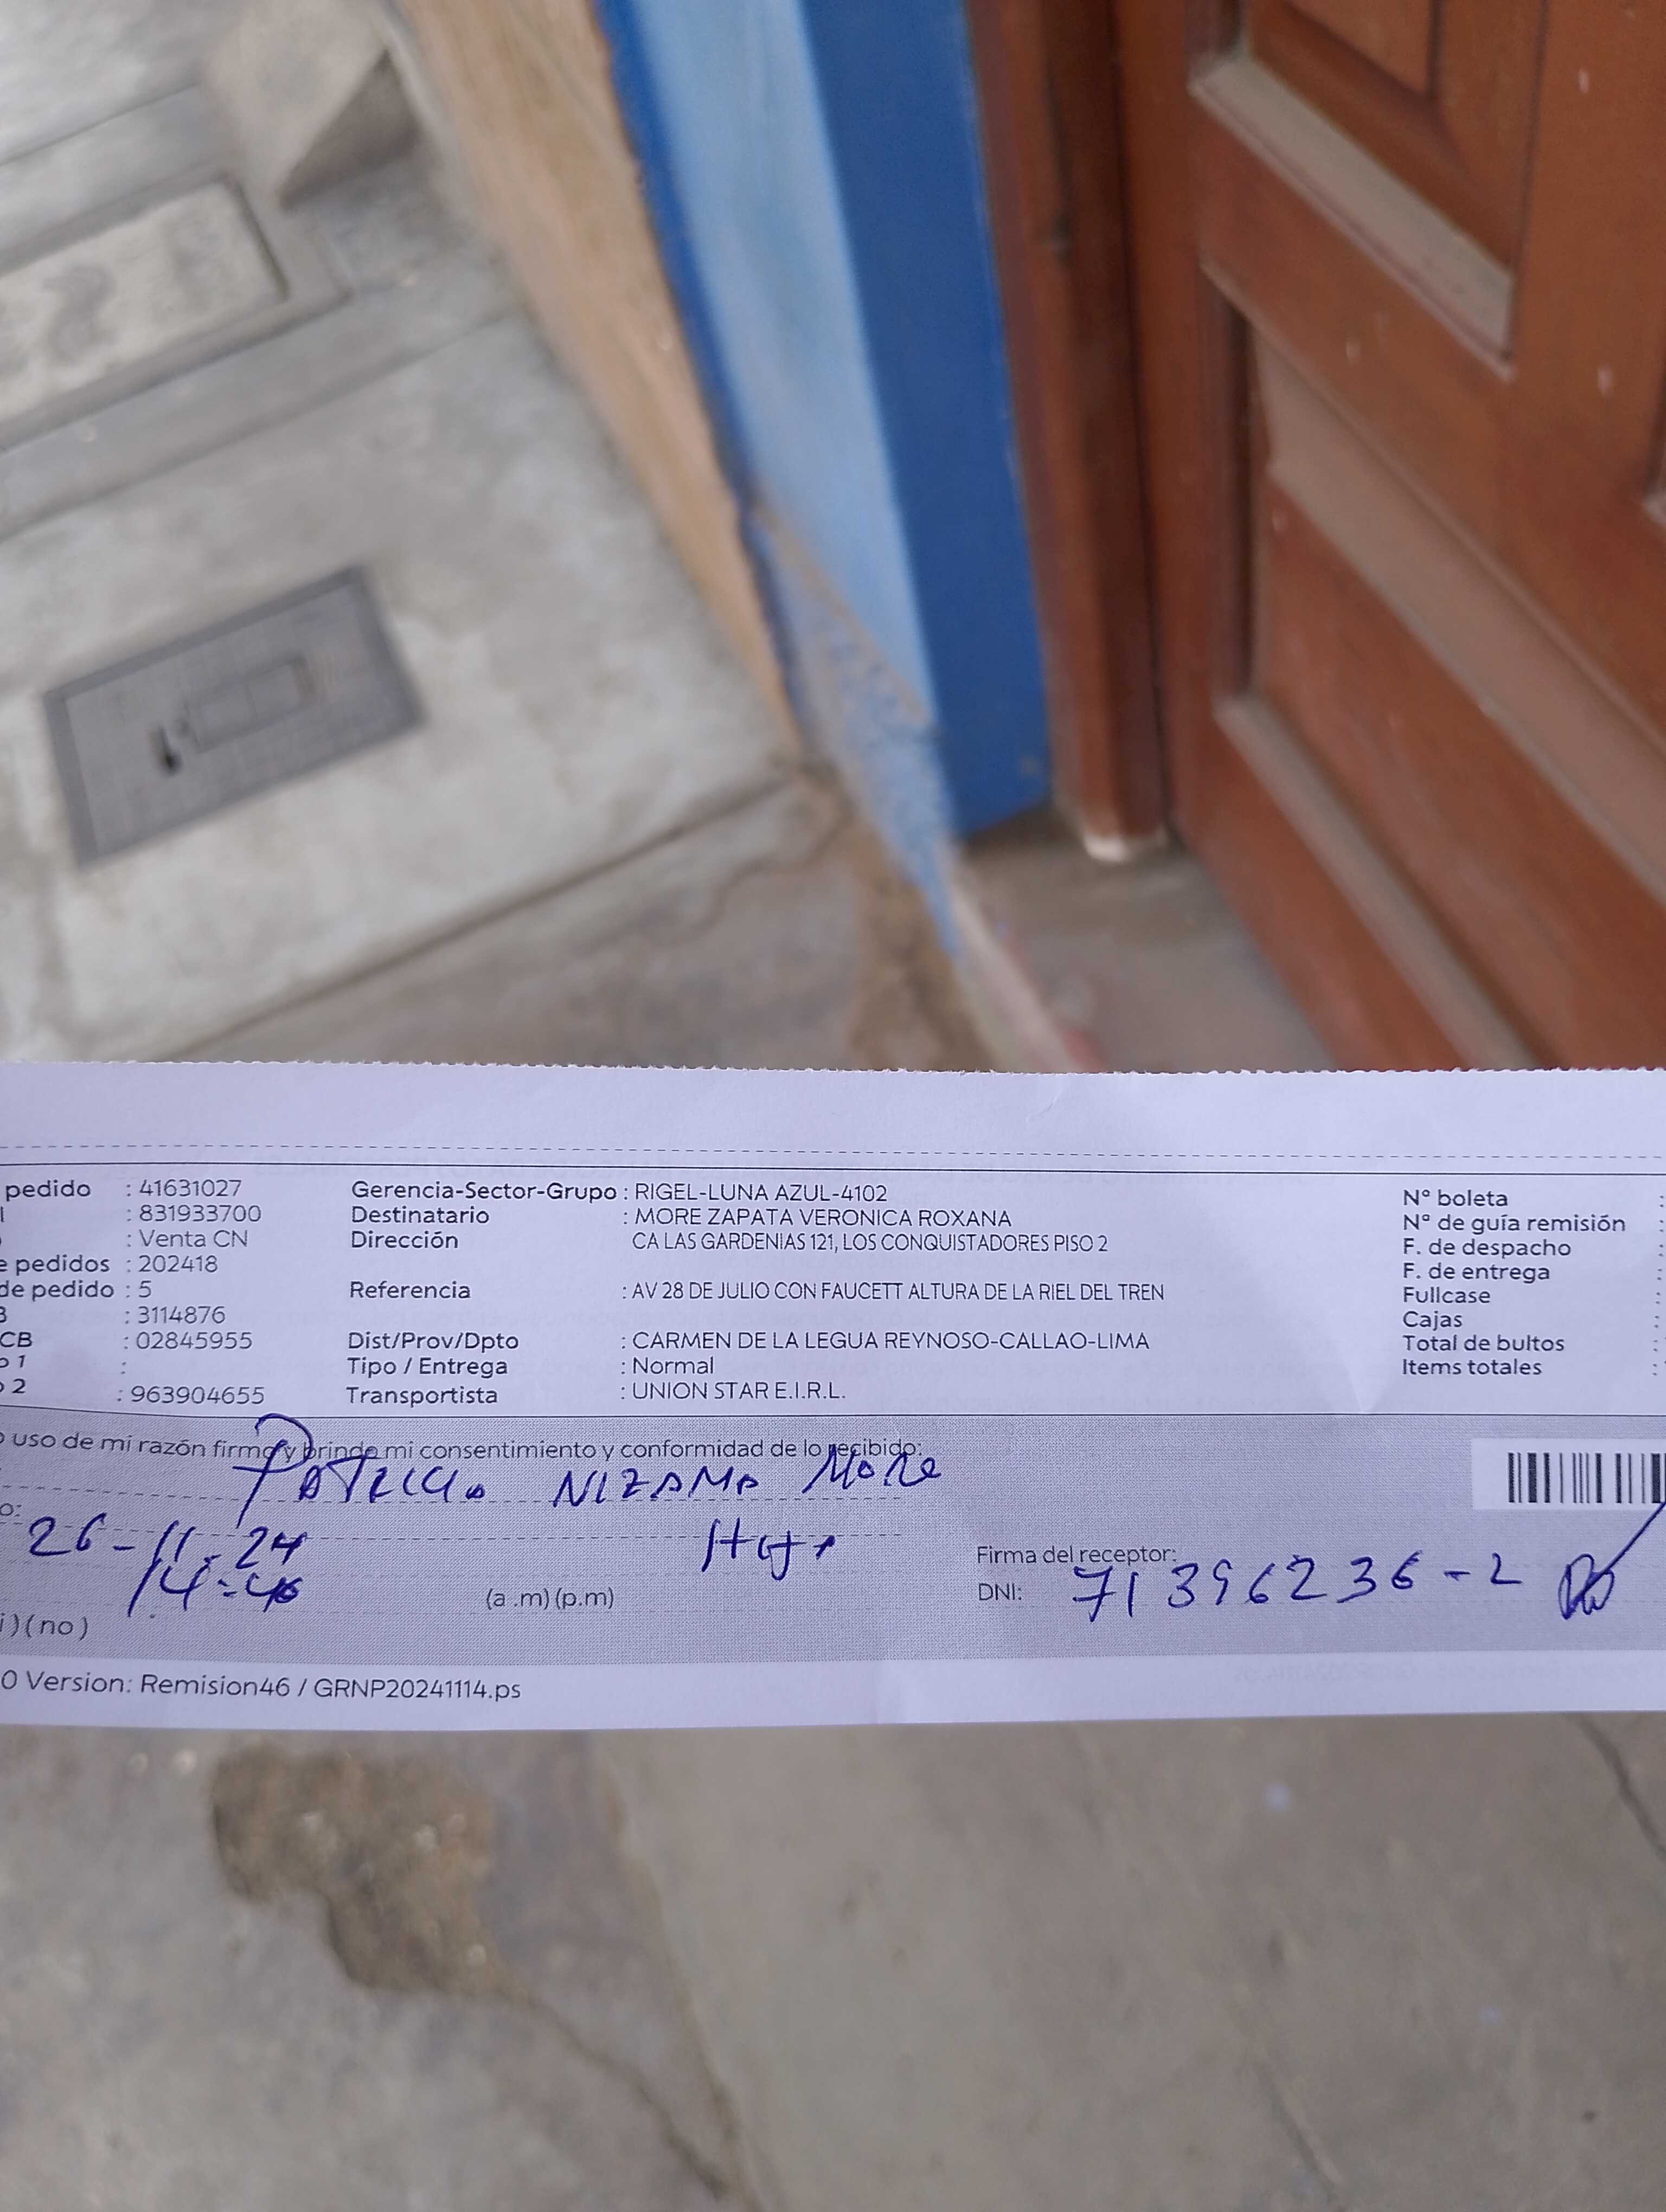 pedido : 41631027 Gerencia-Sector-Grupo : RIGEL-LUNA AZUL-4102 N° boleta :
: 831933700 Destinatario : MORE ZAPATA VERONICA ROXANA N° de guía remisión :
: Venta CN Dirección CA LAS GARDENIAS 121, LOS CONQUISTADORES PISO 2 F. de despacho :
e pedidos : 202418 F. de entrega :
de pedido : 5 Referencia : AV 28 DE JULIO CON FAUCETT ALTURA DE LA RIEL DEL TREN Fullcase :
: 3114876 Cajas :
CB : 02845955 Dist/Prov/Dpto : CARMEN DE LA LEGUA REYNOSO-CALLAO-LIMA Total de bultos :
o 1 : Tipo / Entrega : Normal Items totales :
o 2 : 963904655 Transportista : UNION STAR E.I.R.L.
o uso de mi razón firmo y brindo mi consentimiento y conformidad de lo recibido:
PATRICIA NIZAMA MORE
o: 26-11-24 Hija
14:46 (a .m) (p.m)
Firma del receptor:
DNI: 71396236-2
i ) ( no )
0 Version: Remision46 / GRNP20241114.ps